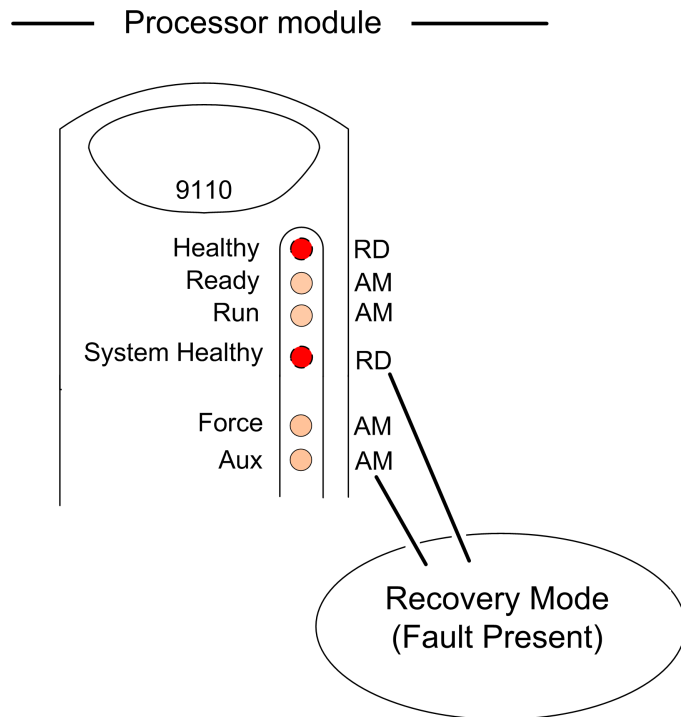 Processor module
9110
Healthy RD
Ready AM
Run AM
System Healthy RD
Force AM
Aux AM
Recovery Mode
(Fault Present)